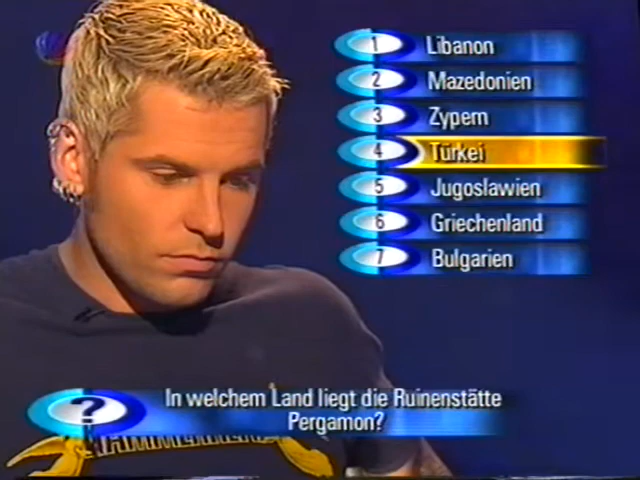 1 Libanon
2 Mazedonien
3 Zypern
4 Türkei
5 Jugoslawien
6 Griechenland
7 Bulgarien
?
In welchem Land liegt die Ruinenstätte
Pergamon?